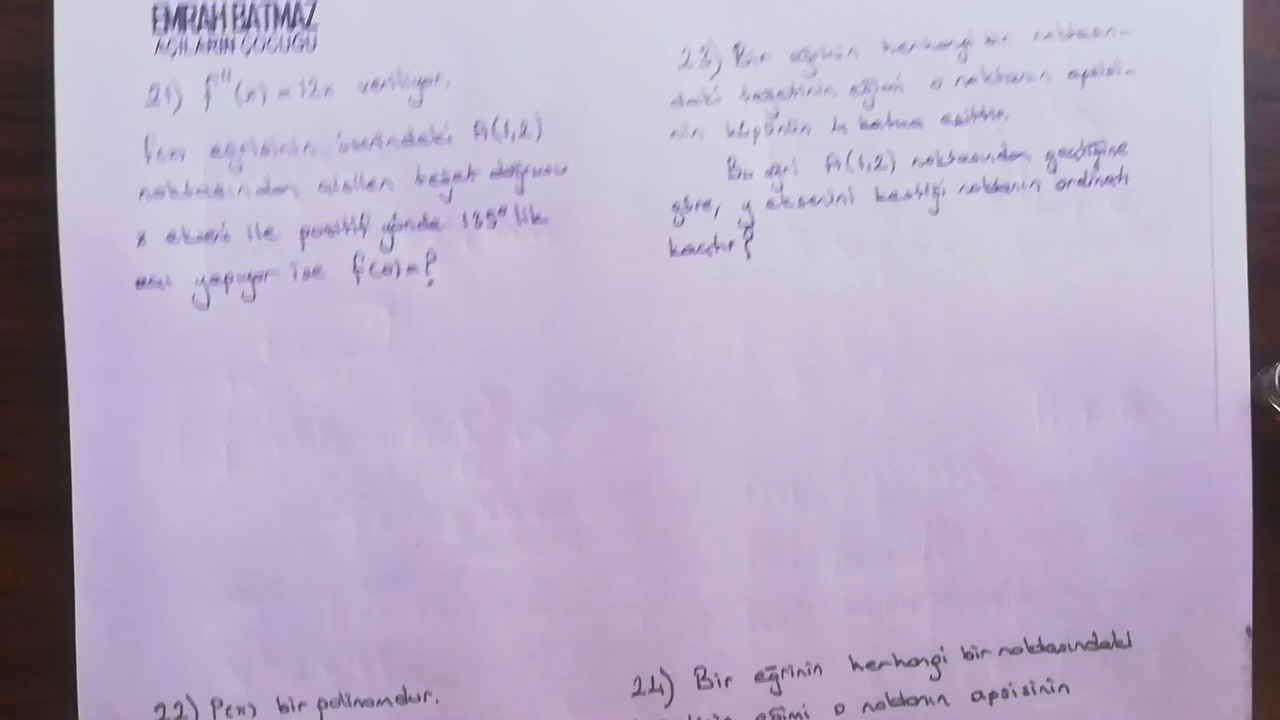 EMRAH BATMAZ
AÇILARIN ÇOCUĞU
21) f''(x) = 12x veriliyor.
f(x) eğrisinin üzerindeki A(1,2)
noktasından çizilen teğet doğrusu
x ekseni ile pozitif yönde 135° lik
açı yapıyor ise f(0)=?
22) P(x) bir polinomdur.
23) Bir eğrinin herhangi bir noktasın-
daki teğetinin eğimi o noktanın apsisi-
nin küpünün 4 katına eşittir.
Bu eğri A(1,2) noktasından geçtiğine
göre, y eksenini kestiği noktanın ordinatı
kaçtır?
24) Bir eğrinin herhangi bir noktasındaki
eğimi o noktanın apsisinin